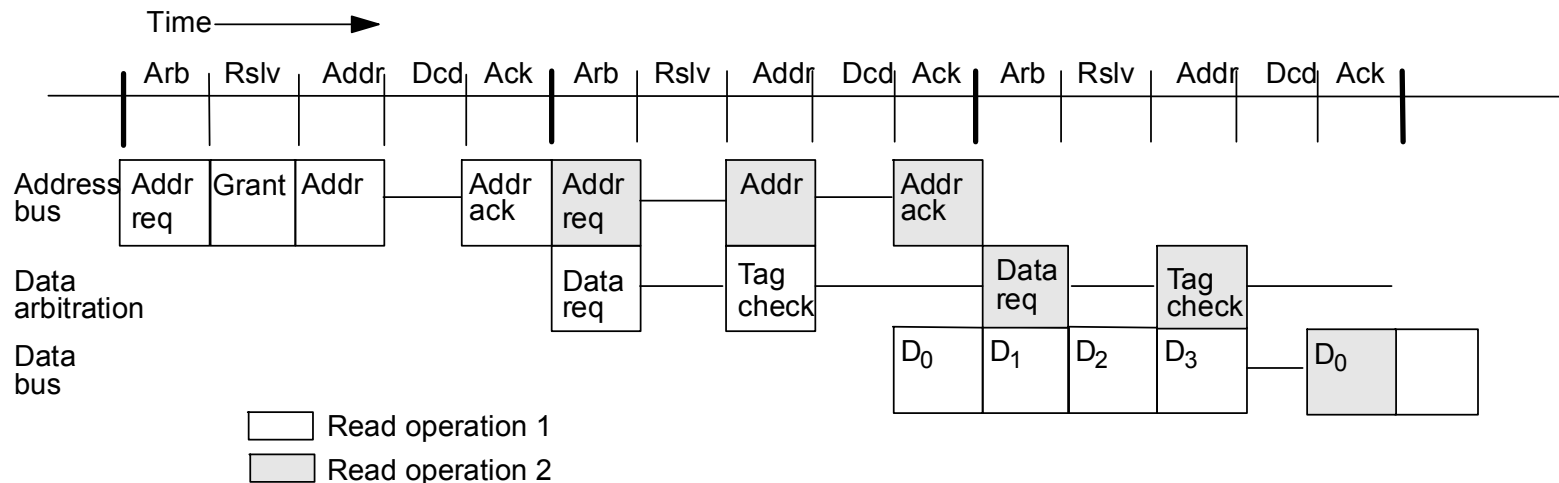 Time
Arb Rslv Addr Dcd Ack Arb Rslv Addr Dcd Ack Arb Rslv Addr Dcd Ack
Address bus
Addr req
Grant
Addr
Addr ack
Addr req
Addr
Addr ack
Data arbitration
Data req
Tag check
Data req
Tag check
Data bus
D0
D1
D2
D3
D0
Read operation 1
Read operation 2